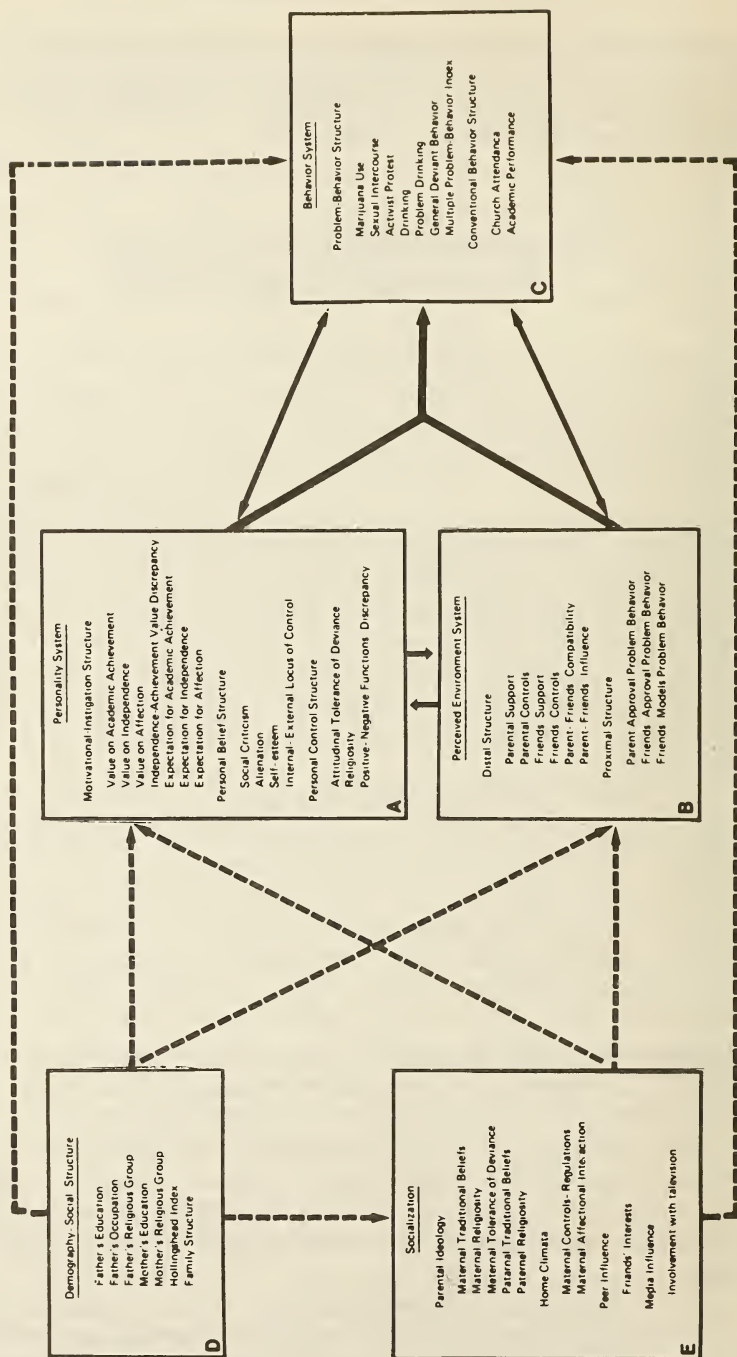 Demography-Social Structure
Father's Education
Father's Occupation
Father's Religious Group
Mother's Education
Mother's Religious Group
Hollingshead Index
Family Structure
D
Socialization
Parental Ideology
Maternal Traditional Beliefs
Maternal Religiosity
Meternal Tolerance of Deviance
Patarnal Traditional Beliefs
Paternel Religiosity
Home Climata
Maternal Controls-Regulations
Maternal Affectional Interaction
Peer Influence
Friands' Interests
Media Influence
Involvement with talevision
E
Personality System
Motivational-Instigation Structure
Value on Academic Achievement
Value on Independence
Value on Affection
Independence-Achievement Value Discrepancy
Expectation for Academic Achievement
Expectation for Independence
Expectation for Affection
Personal Belief Structure
Social Criticism
Alienation
Self-esteem
Internal-External Locus of Control
Personal Control Structure
Attitudinal Tolerance of Deviance
Religiosity
Positive-Negative Functions Discrepancy
A
Perceived Environment System
Distal Structure
Parental Support
Parental Controls
Friends Support
Friends Controls
Parent-Friends Compatibility
Parent-Friends Influence
Proximal Structure
Parent Approval Problem Behavior
Friends Approval Problem Behavior
Friends Models Problem Behavior
B
Behavior System
Problem-Behavior Structure
Marijuana Use
Sexual Intercourse
Activist Protest
Drinking
Problem Drinking
General Deviant Behavior
Multiple Problem-Behavior Inoex
Conventional Behavior Structure
Church Attendanca
Academic Performance
C